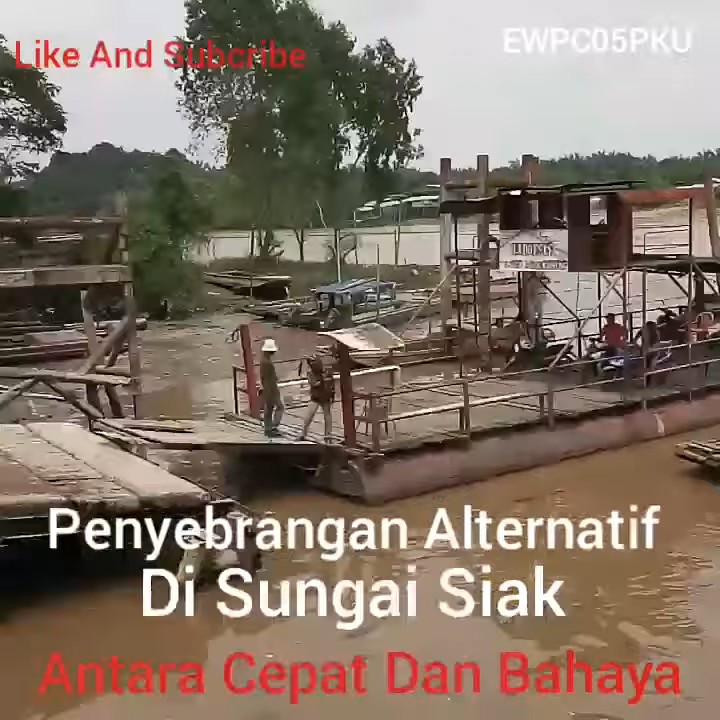 Like And Subcribe
EWPC05PKU
Penyebrangan Alternatif
Di Sungai Siak
Antara Cepat Dan Bahaya